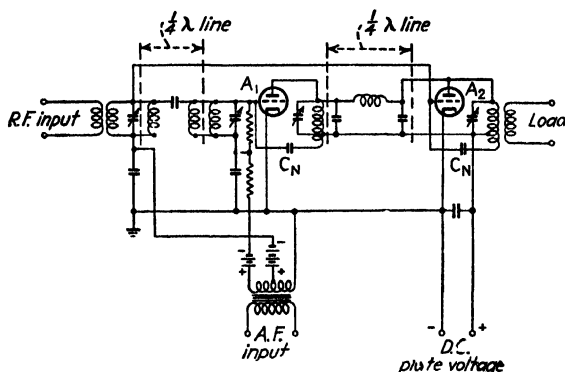 1/4 λ line
1/4 λ line
A1
A2
R.F. input
Load
CN
CN
-
-
+
+
A.F.
input
- +
D.C.
plate voltage